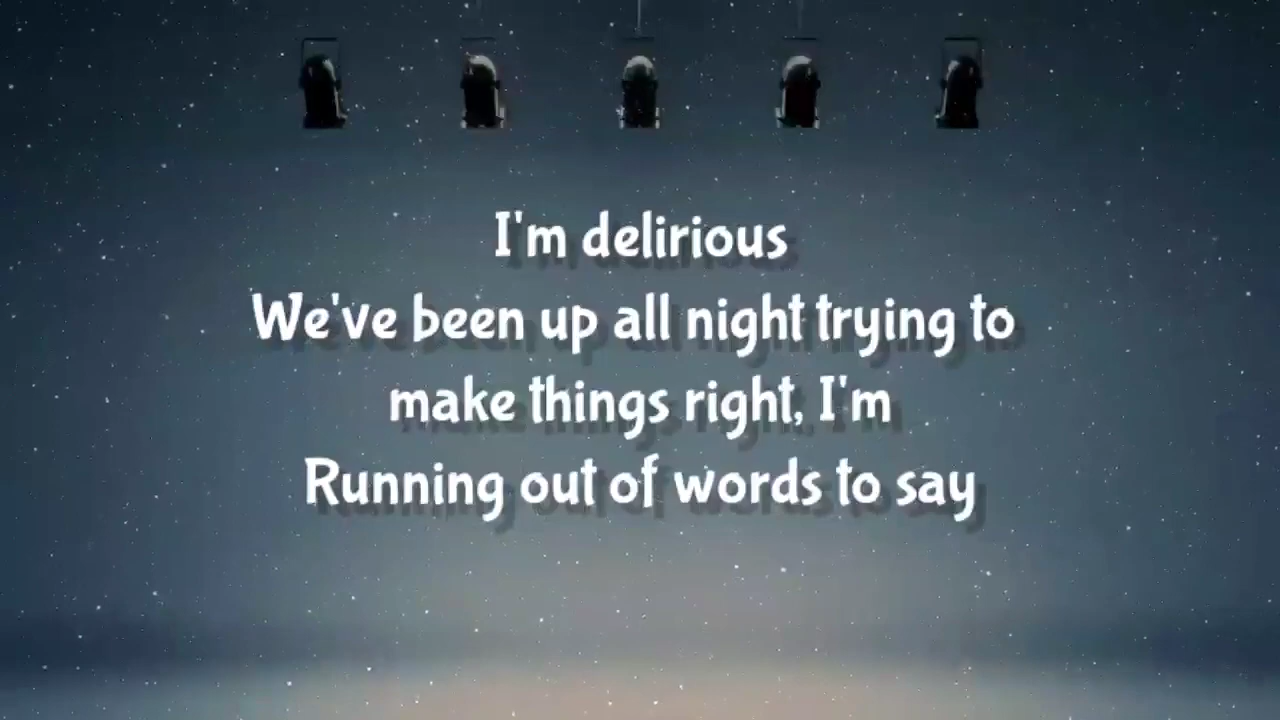 I'm delirious
We've been up all night trying to
make things right, I'm
Running out of words to say